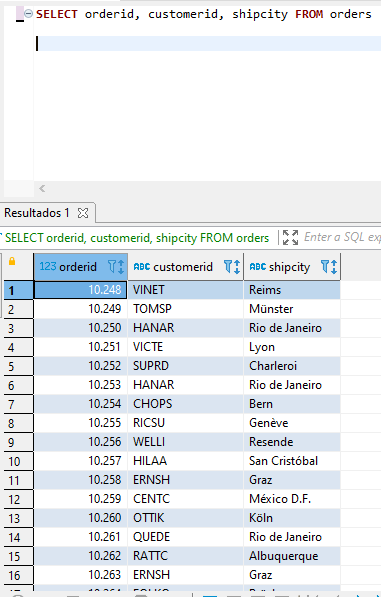 SELECT orderid, customerid, shipcity FROM orders
Resultados 1
SELECT orderid, customerid, shipcity FROM orders Enter a SQL
123 orderid ABC customerid ABC shipcity
1 10.248 VINET Reims
2 10.249 TOMSP Münster
3 10.250 HANAR Rio de Janeiro
4 10.251 VICTE Lyon
5 10.252 SUPRD Charleroi
6 10.253 HANAR Rio de Janeiro
7 10.254 CHOPS Bern
8 10.255 RICSU Genève
9 10.256 WELLI Resende
10 10.257 HILAA San Cristóbal
11 10.258 ERNSH Graz
12 10.259 CENTC México D.F.
13 10.260 OTTIK Köln
14 10.261 QUEDE Rio de Janeiro
15 10.262 RATTC Albuquerque
16 10.263 ERNSH Graz